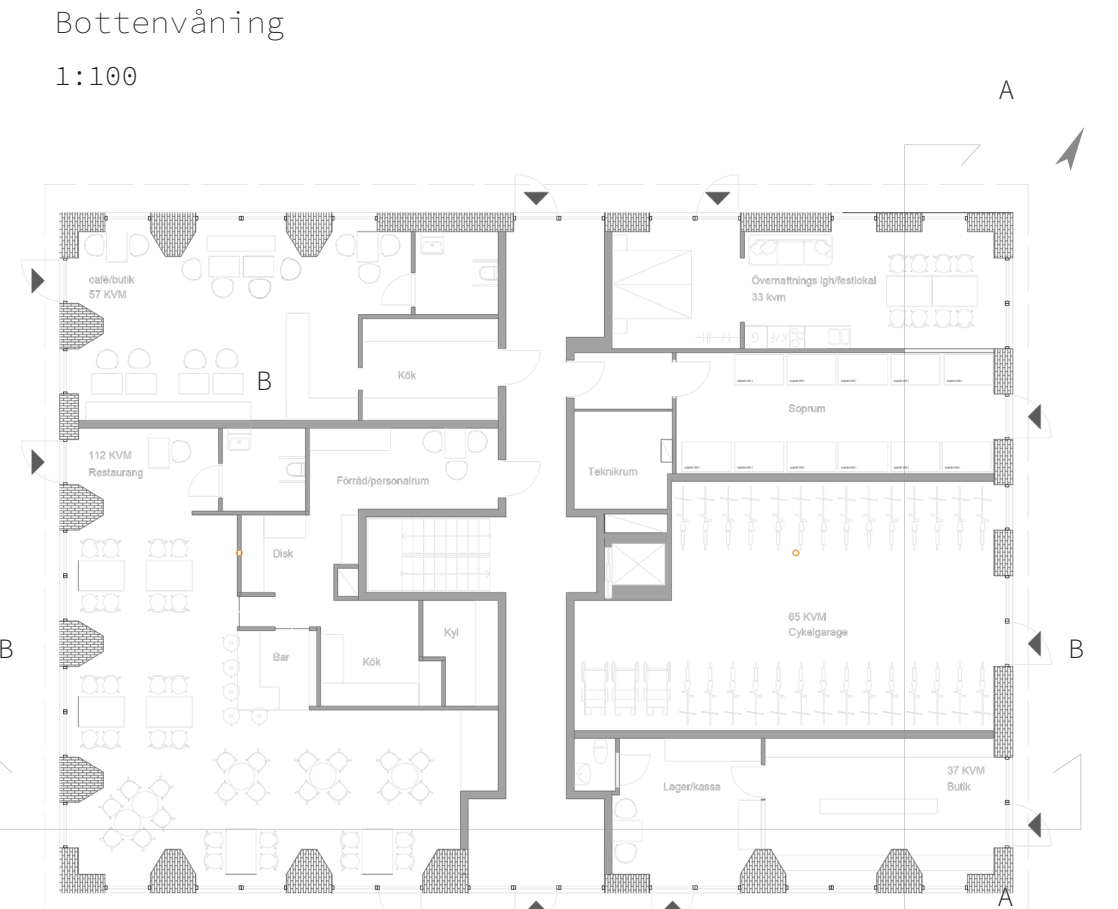 Bottenvåning
1:100
A
café/butik
57 KVM
Övernattnings lgh/festlokal
33 kvm
K/F
G
B
Kök
Soprum
112 KVM
Restaurang
Förråd/personalrum
Teknikrum
Disk
65 KVM
Cykelgarage
B
Kyl
B
Bar
Kök
37 KVM
Butik
Lager/kassa
A